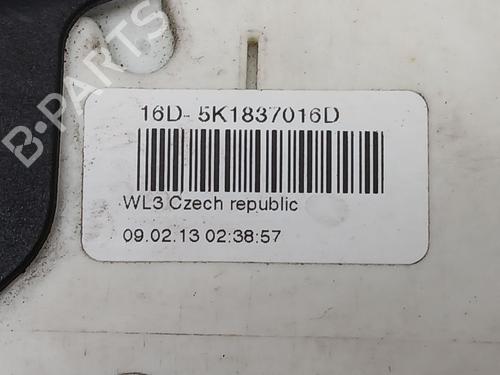 B-PARTS
16D- 5K1837016D
WL3 Czech republic
09.02.13 02:38:57